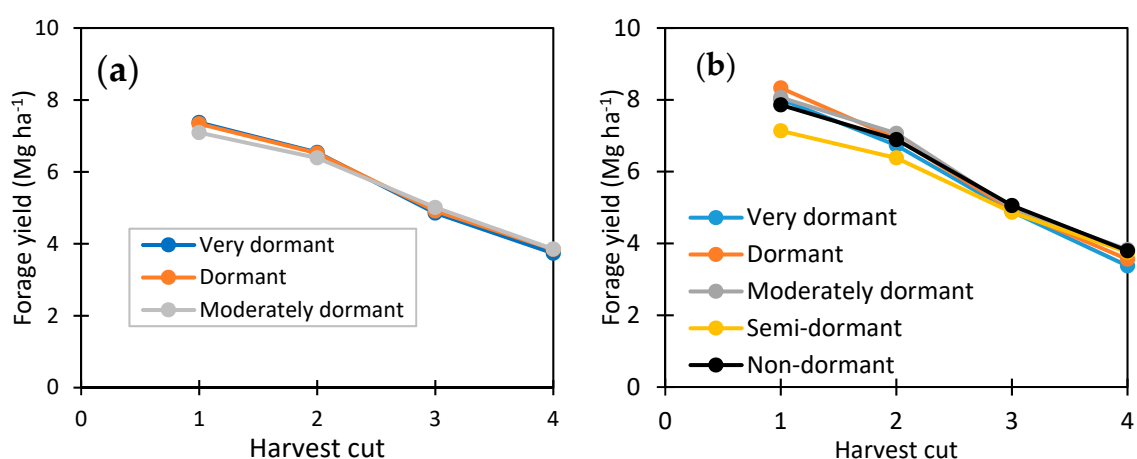 (a)
Forage yield (Mg ha⁻¹)
10
8
6
4
2
0
Very dormant
Dormant
Moderately dormant
0 1 2 3 4
Harvest cut
(b)
Forage yield (Mg ha⁻¹)
10
8
6
4
2
0
Very dormant
Dormant
Moderately dormant
Semi-dormant
Non-dormant
0 1 2 3 4
Harvest cut